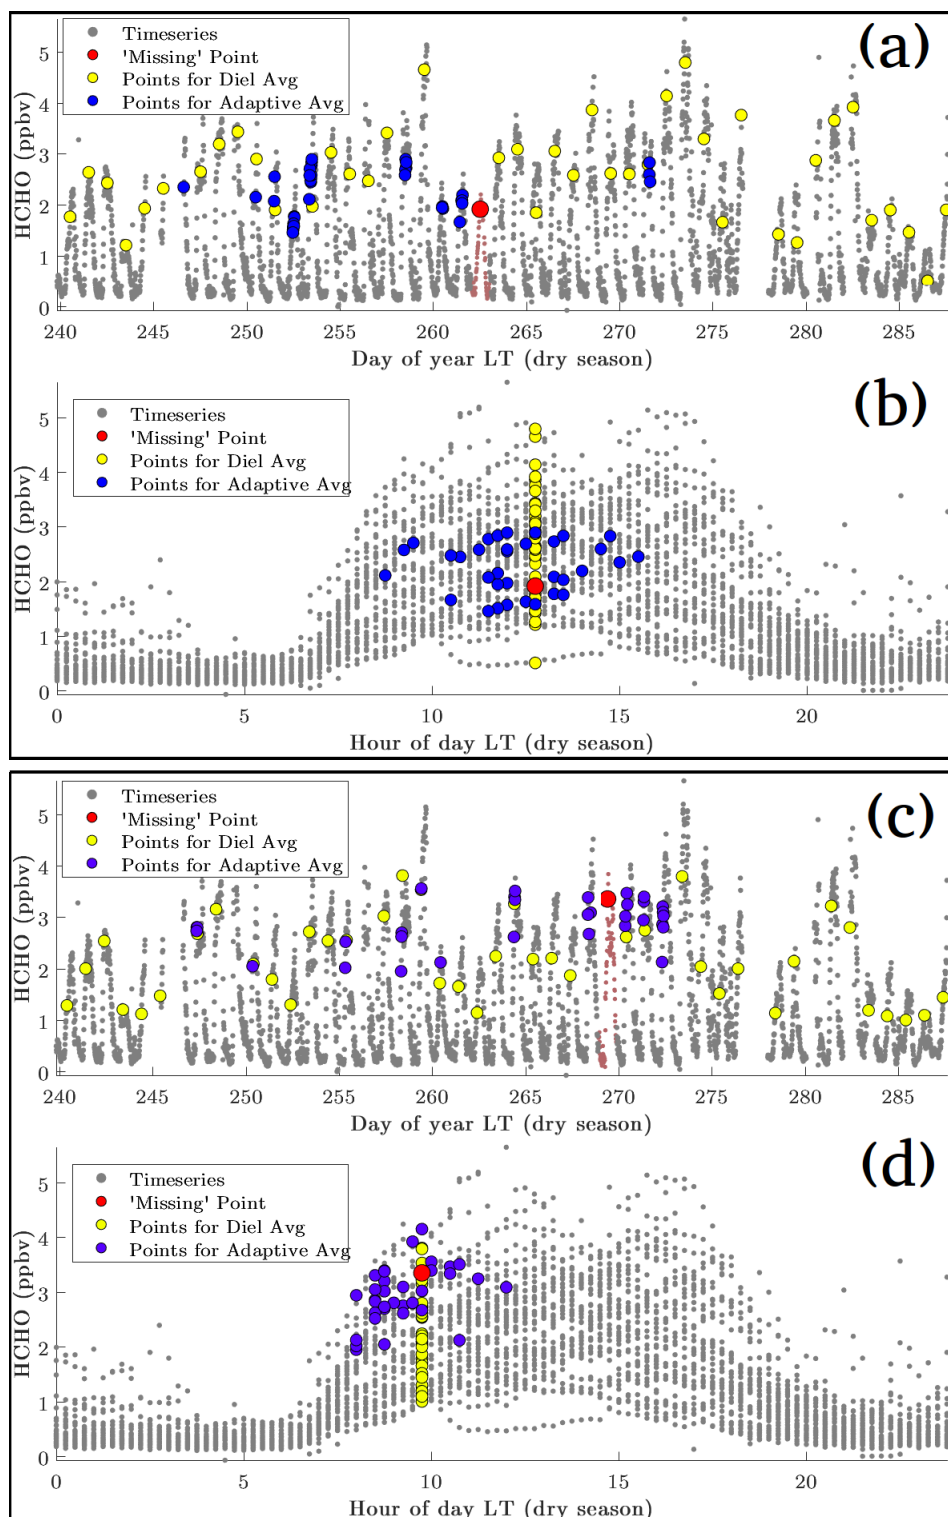 Timeseries
'Missing' Point
Points for Diel Avg
Points for Adaptive Avg
(a)
HCHO (ppbv)
5
4
3
2
1
0
240 245 250 255 260 265 270 275 280 285
Day of year LT (dry season)
Timeseries
'Missing' Point
Points for Diel Avg
Points for Adaptive Avg
(b)
HCHO (ppbv)
5
4
3
2
1
0
0 5 10 15 20
Hour of day LT (dry season)
Timeseries
'Missing' Point
Points for Diel Avg
Points for Adaptive Avg
(c)
HCHO (ppbv)
5
4
3
2
1
0
240 245 250 255 260 265 270 275 280 285
Day of year LT (dry season)
Timeseries
'Missing' Point
Points for Diel Avg
Points for Adaptive Avg
(d)
HCHO (ppbv)
5
4
3
2
1
0
0 5 10 15 20
Hour of day LT (dry season)